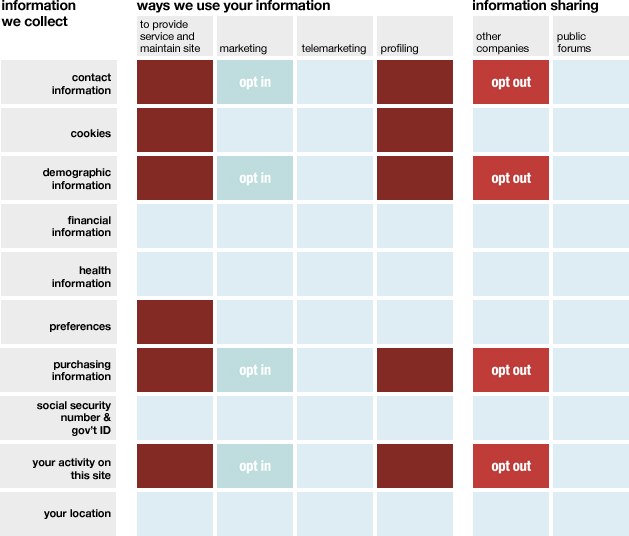 information
we collect
ways we use your information
information sharing
to provide
service and
maintain site
marketing
telemarketing
profiling
other
companies
public
forums
contact
information
opt in
opt out
cookies
demographic
information
opt in
opt out
financial
information
health
information
preferences
purchasing
information
opt in
opt out
social security
number &
gov't ID
your activity on
this site
opt in
opt out
your location